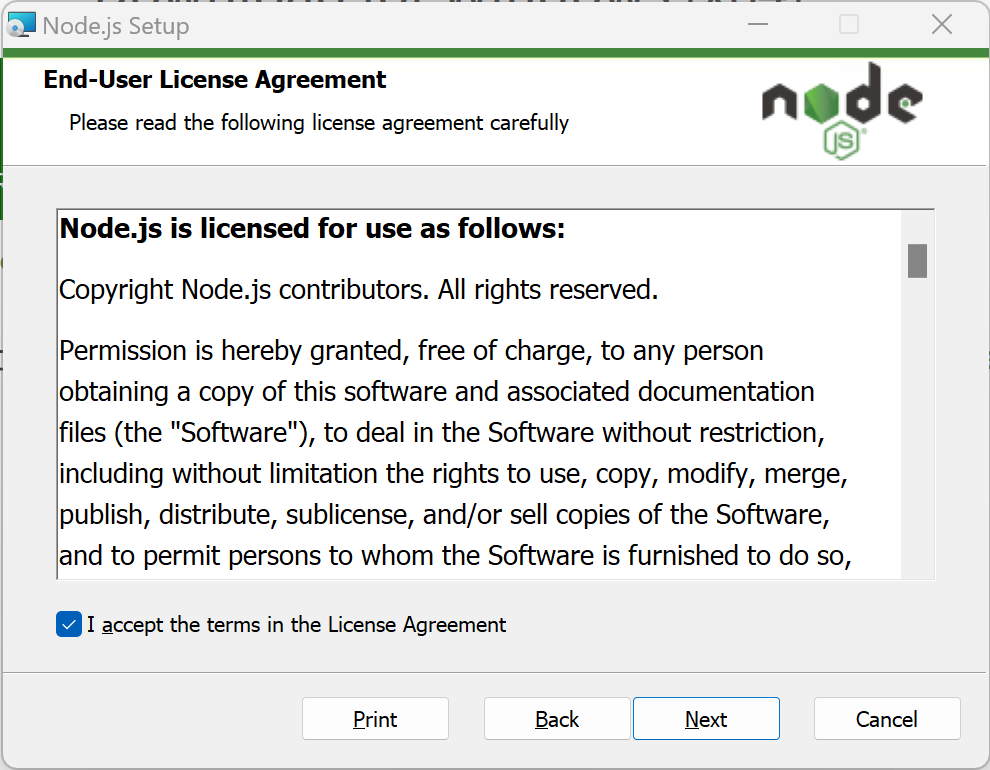 Node.js Setup
End-User License Agreement
Please read the following license agreement carefully
node
JS
Node.js is licensed for use as follows:
Copyright Node.js contributors. All rights reserved.
Permission is hereby granted, free of charge, to any person
obtaining a copy of this software and associated documentation
files (the "Software"), to deal in the Software without restriction,
including without limitation the rights to use, copy, modify, merge,
publish, distribute, sublicense, and/or sell copies of the Software,
and to permit persons to whom the Software is furnished to do so,
I accept the terms in the License Agreement
Print
Back
Next
Cancel